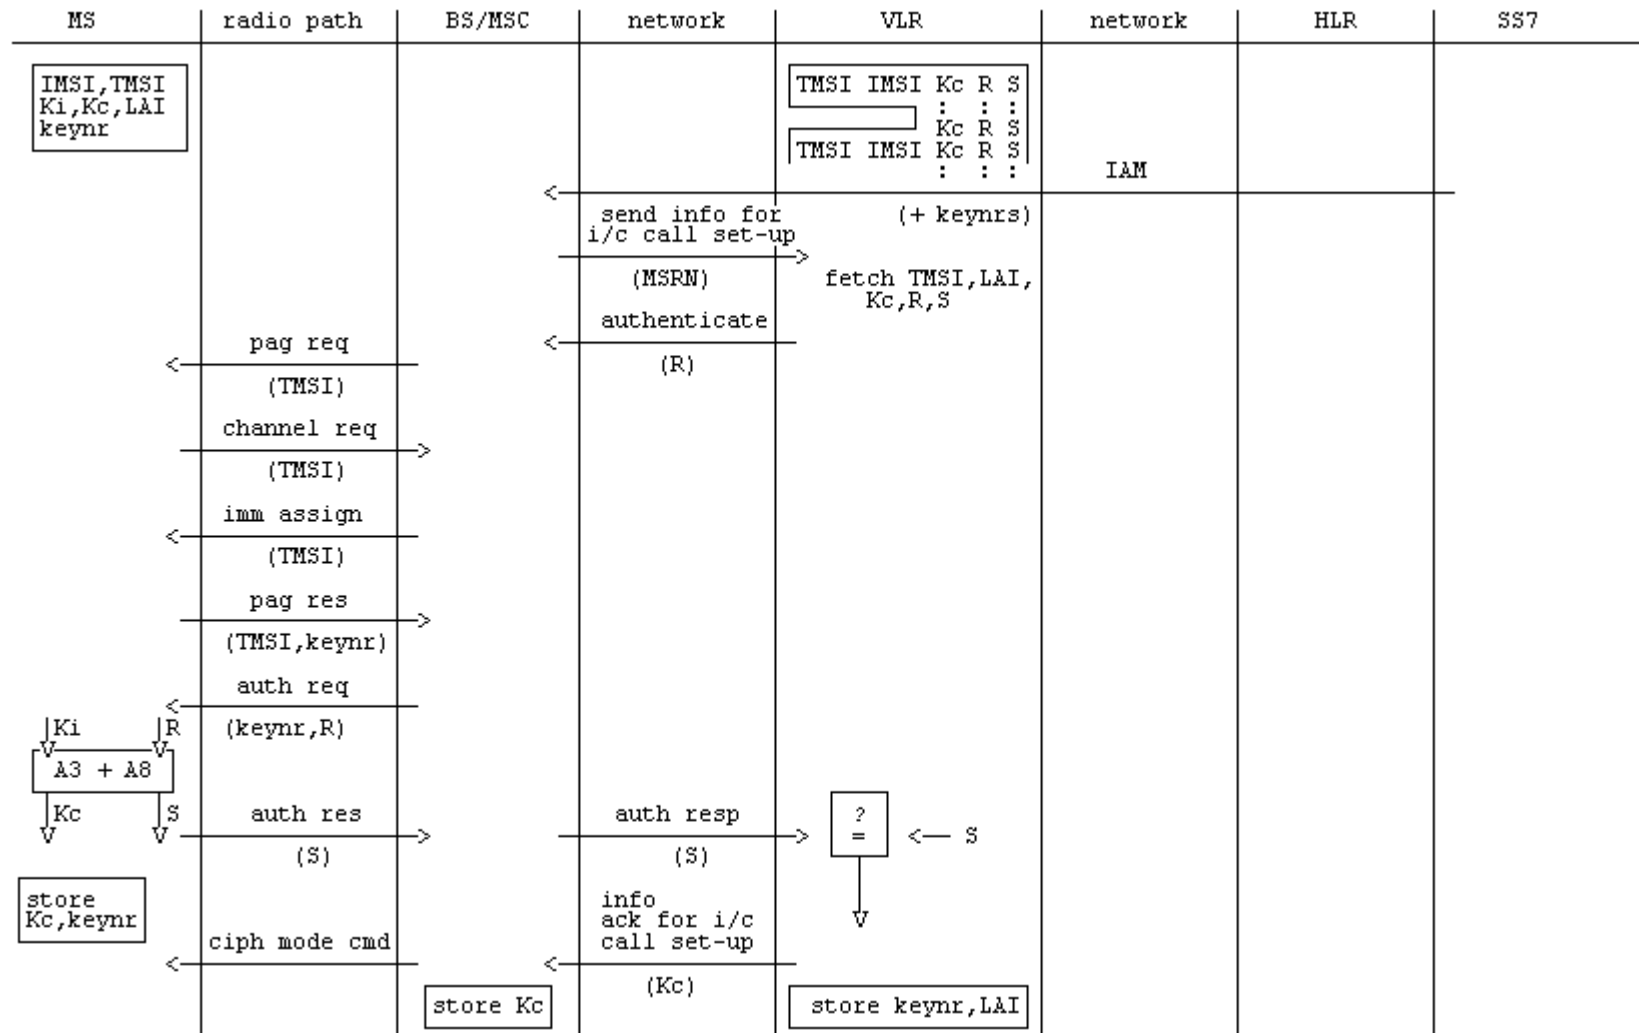 MS radio path BS/MSC network VLR network HLR SS7
IMSI,TMSI
Ki,Kc,LAI
keynr
TMSI IMSI Kc R S
: : :
Kc R S
TMSI IMSI Kc R S
: : :
IAM
(+ keynrs)
send info for
i/c call set-up
(MSRN)
fetch TMSI,LAI,
Kc,R,S
authenticate
(R)
pag req
(TMSI)
channel req
(TMSI)
imm assign
(TMSI)
pag res
(TMSI,keynr)
auth req
(keynr,R)
Ki R
A3 + A8
Kc S
auth res
(S)
auth resp
(S)
?
=
S
store
Kc,keynr
info
ack for i/c
call set-up
(Kc)
ciph mode cmd
store Kc
store keynr,LAI